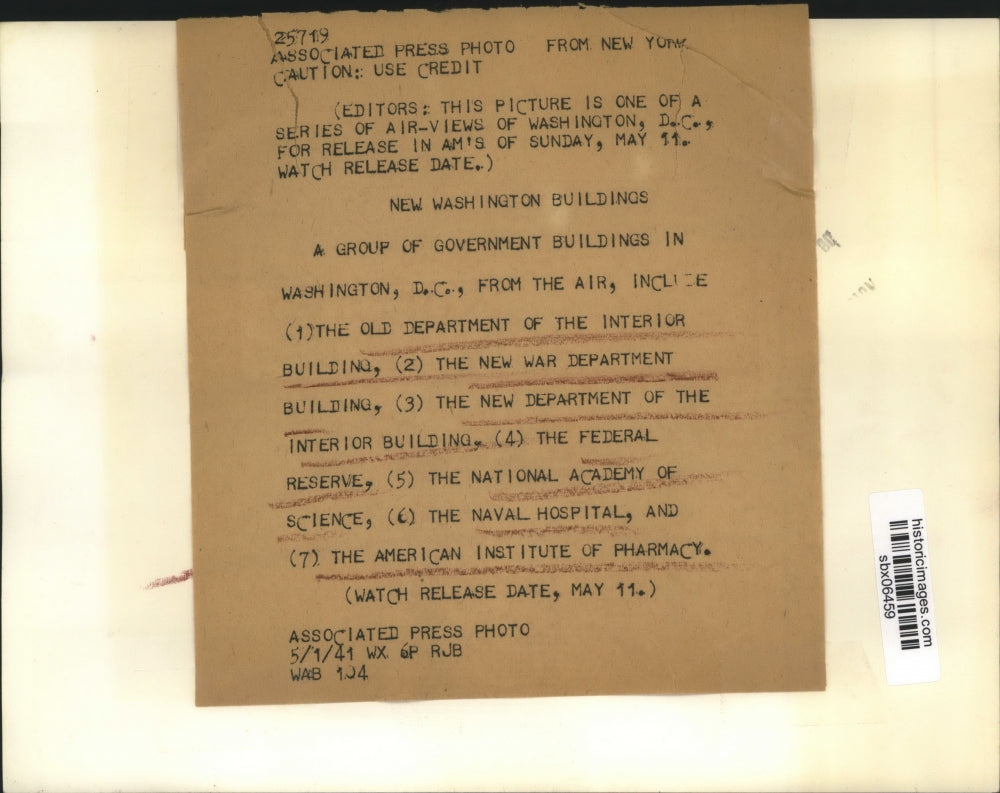 25719
ASSOCIATED PRESS PHOTO FROM NEW YORK
CAUTION: USE CREDIT
(EDITORS: THIS PICTURE IS ONE OF A
SERIES OF AIR-VIEWS OF WASHINGTON, D.C.,
FOR RELEASE IN AM'S OF SUNDAY, MAY 11.
WATCH RELEASE DATE.)
NEW WASHINGTON BUILDINGS
A GROUP OF GOVERNMENT BUILDINGS IN
WASHINGTON, D.C., FROM THE AIR, INCLUDE
(1)THE OLD DEPARTMENT OF THE INTERIOR
BUILDING, (2) THE NEW WAR DEPARTMENT
BUILDING, (3) THE NEW DEPARTMENT OF THE
INTERIOR BUILDING, (4) THE FEDERAL
RESERVE, (5) THE NATIONAL ACADEMY OF
SCIENCE, (6) THE NAVAL HOSPITAL, AND
(7) THE AMERICAN INSTITUTE OF PHARMACY.
(WATCH RELEASE DATE, MAY 11.)
ASSOCIATED PRESS PHOTO
5/1/41 WX 6P RJB
WAB 104
historicimages.com
sbx06459